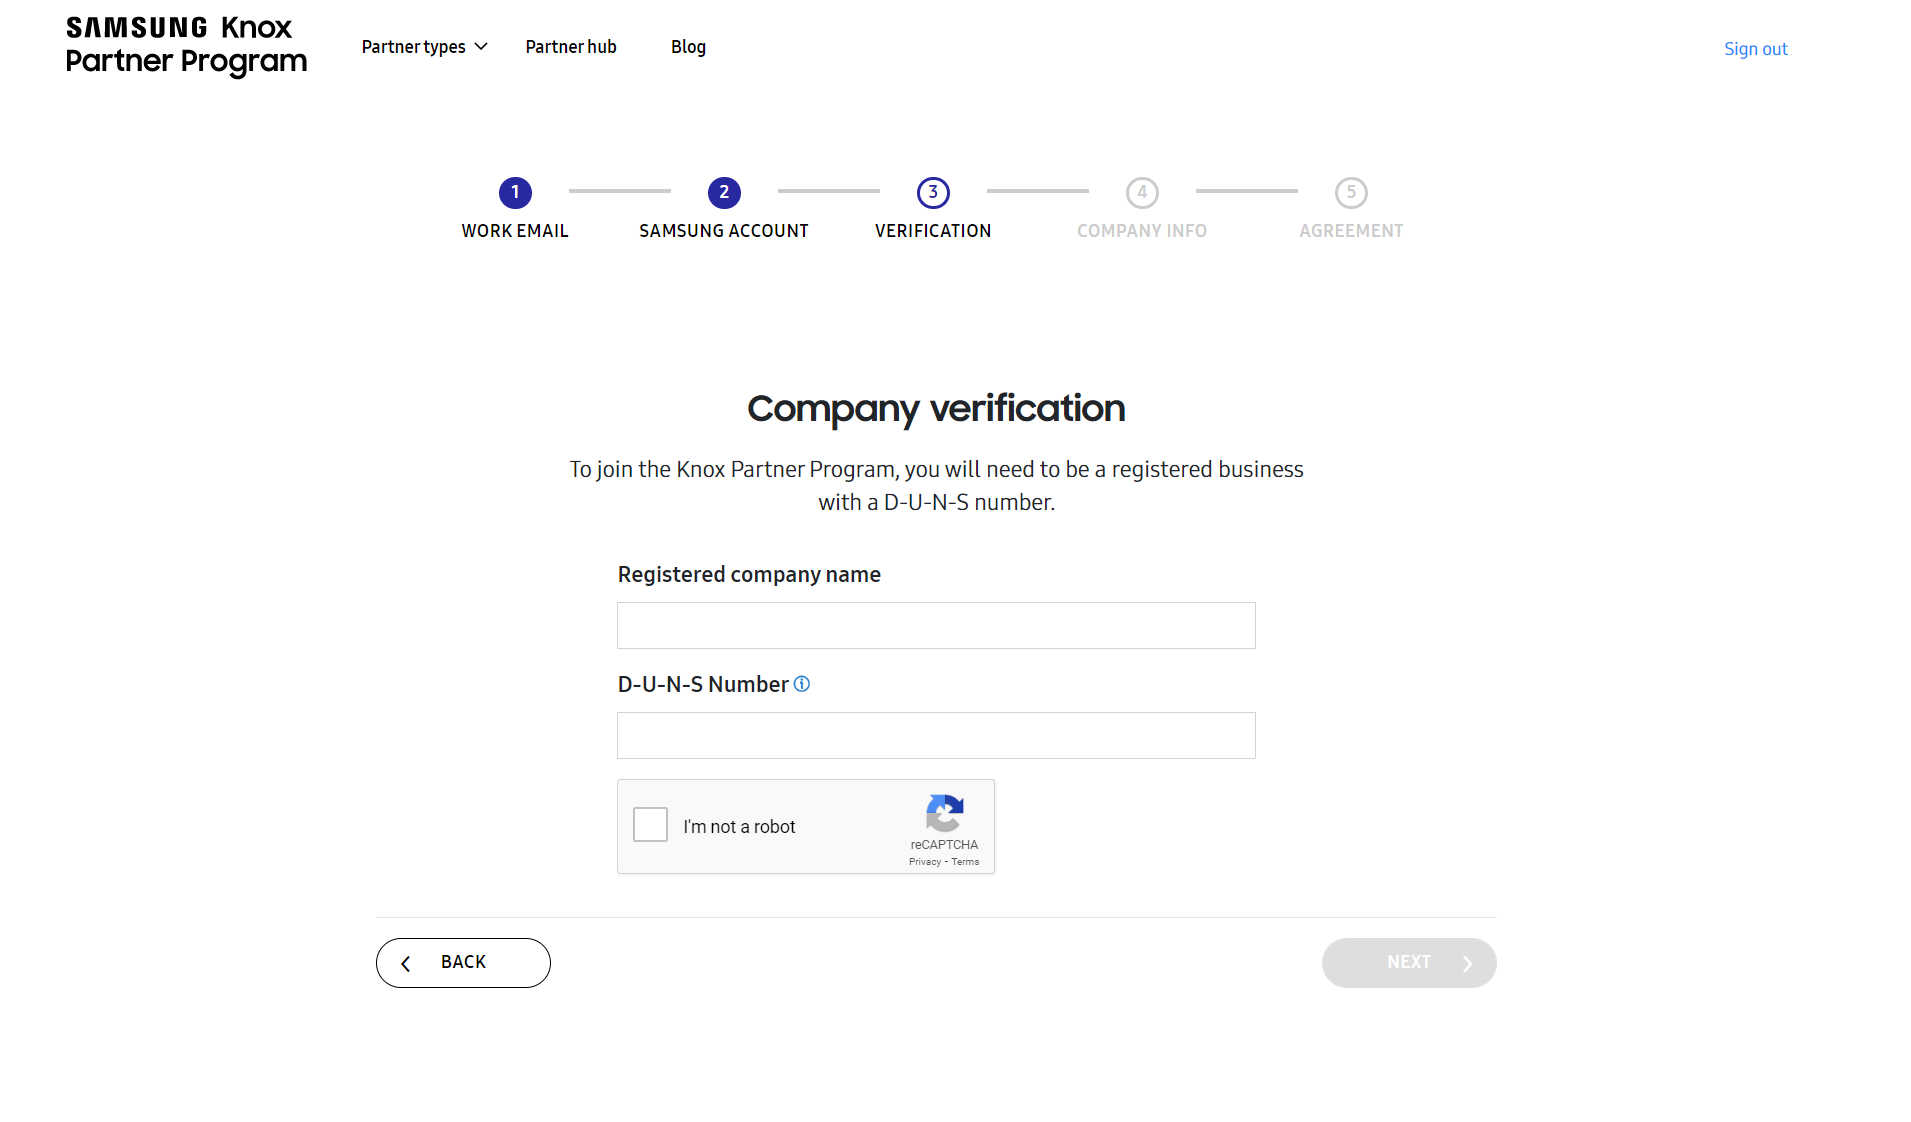 SAMSUNG Knox
Partner Program
Partner types
Partner hub
Blog
Sign out
1
2
3
4
5
WORK EMAIL
SAMSUNG ACCOUNT
VERIFICATION
COMPANY INFO
AGREEMENT
Company verification
To join the Knox Partner Program, you will need to be a registered business
with a D-U-N-S number.
Registered company name
D-U-N-S Number
I'm not a robot
reCAPTCHA
Privacy - Terms
BACK
NEXT